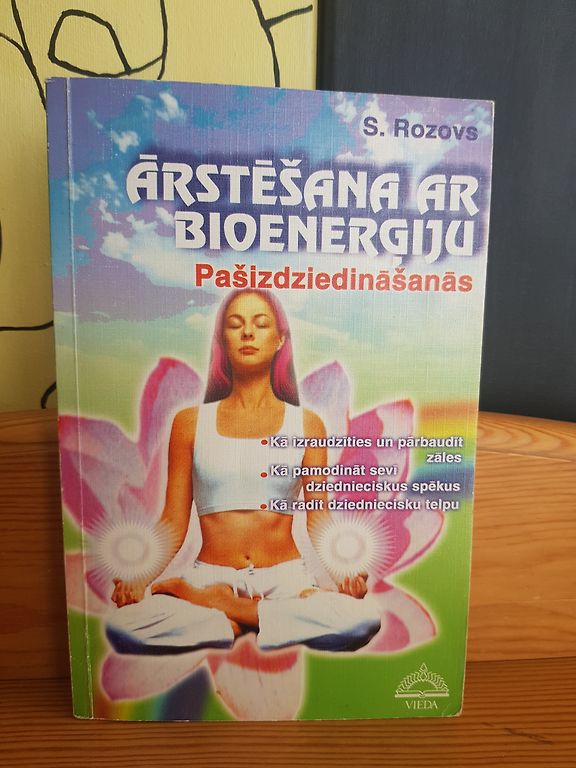 S. Rozovs
ĀRSTĒŠANA AR
BIOENERĢIJU
Pašizdziedināšanās
• Kā izraudzīties un pārbaudīt
zāles
• Kā pamodināt sevī
dziednieciskus spēkus
• Kā radīt dziedniecisku telpu
VIEDA